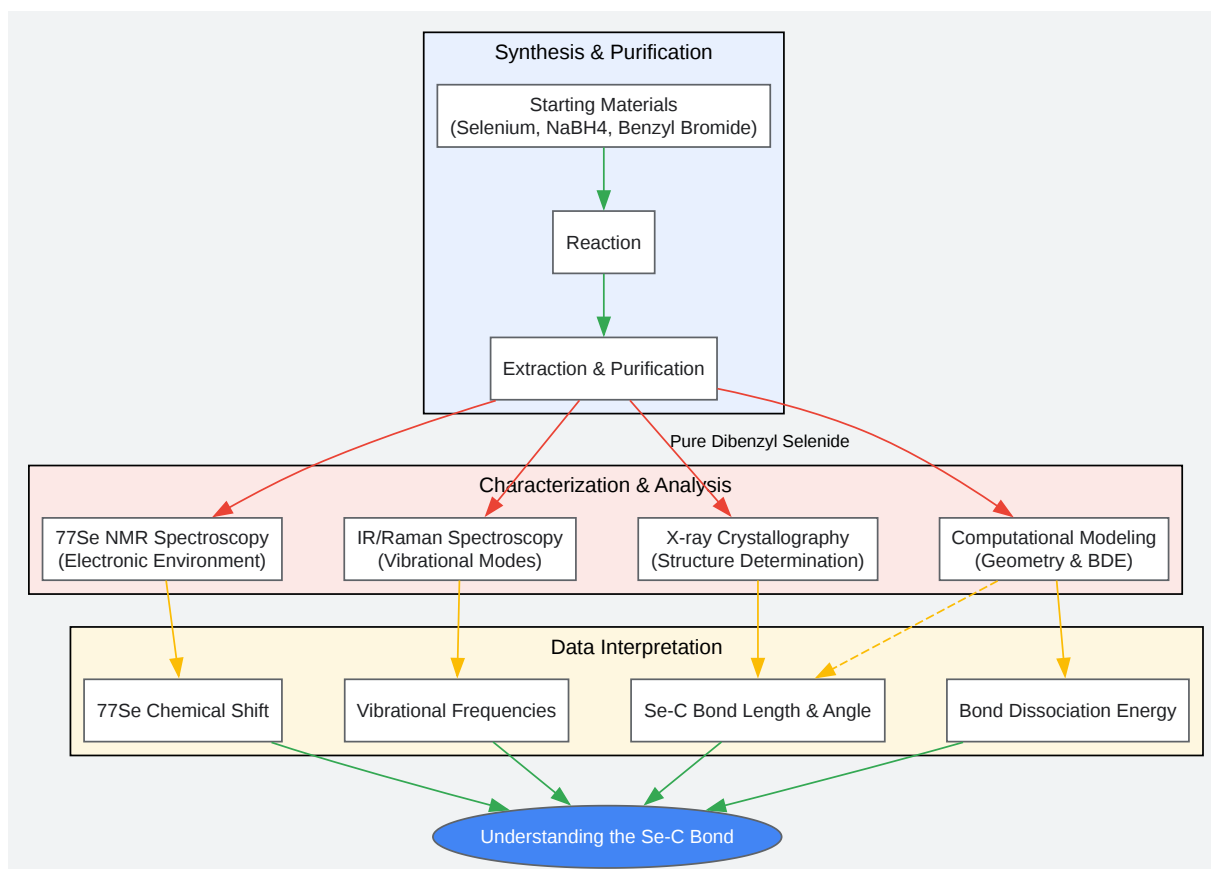 Synthesis & Purification
Starting Materials
(Selenium, NaBH4, Benzyl Bromide)
Reaction
Extraction & Purification
Pure Dibenzyl Selenide
Characterization & Analysis
77Se NMR Spectroscopy
(Electronic Environment)
IR/Raman Spectroscopy
(Vibrational Modes)
X-ray Crystallography
(Structure Determination)
Computational Modeling
(Geometry & BDE)
Data Interpretation
77Se Chemical Shift
Vibrational Frequencies
Se-C Bond Length & Angle
Bond Dissociation Energy
Understanding the Se-C Bond